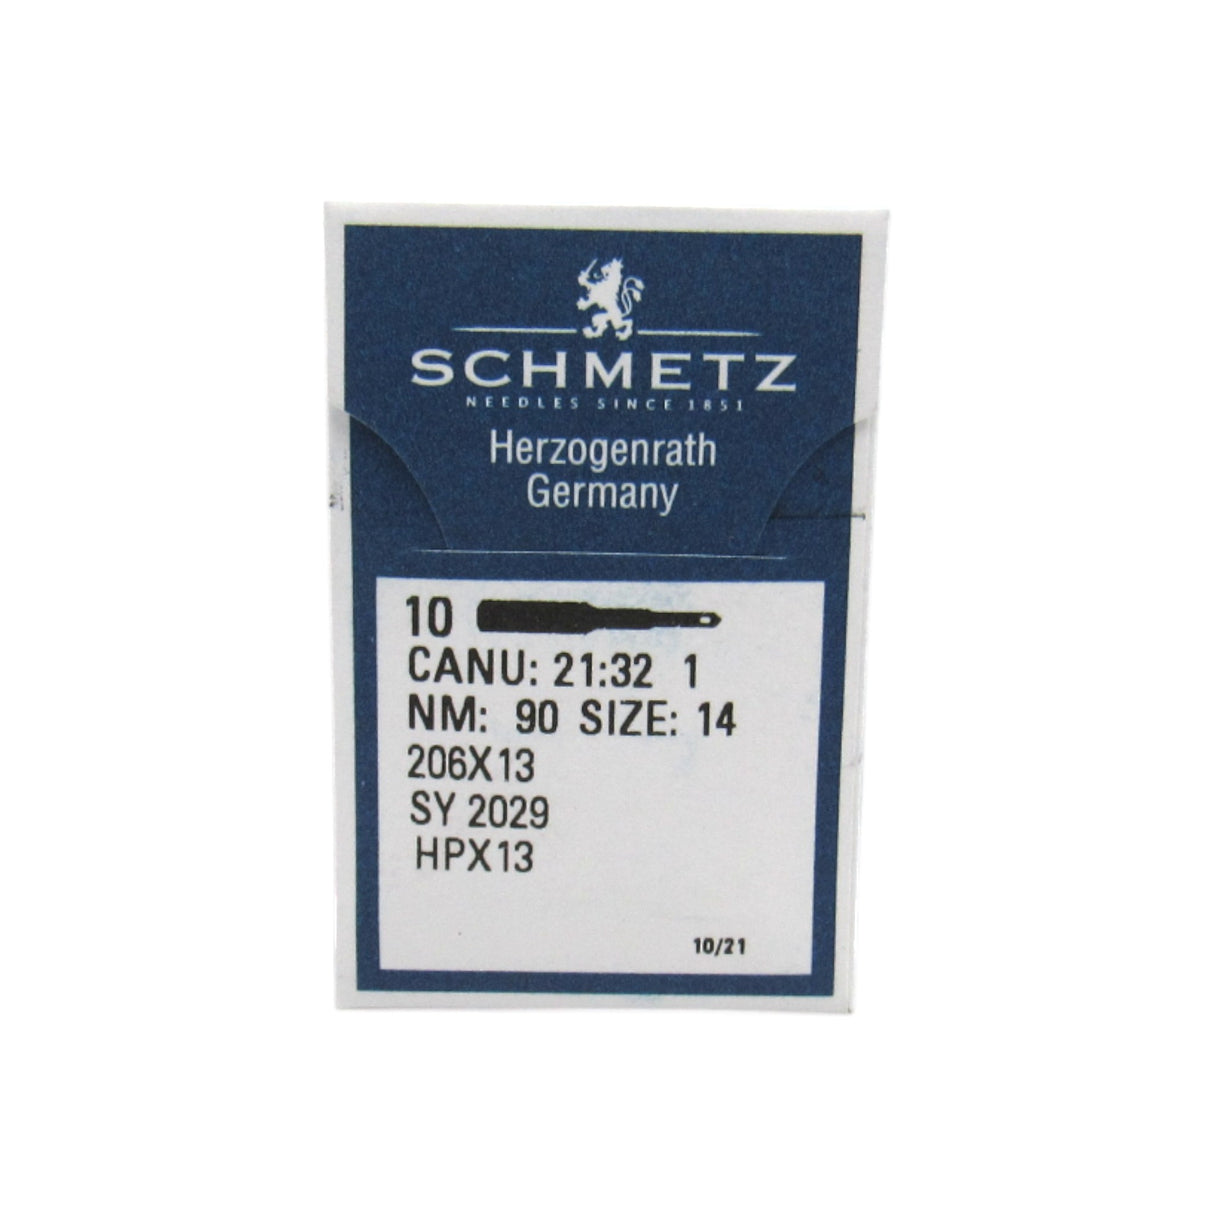 SCHMETZ
NEEDLES SINCE 1851
Herzogenrath
Germany
10
CANU: 21:32 1
NM: 90 SIZE: 14
206X13
SY 2029
HPX13
10/21